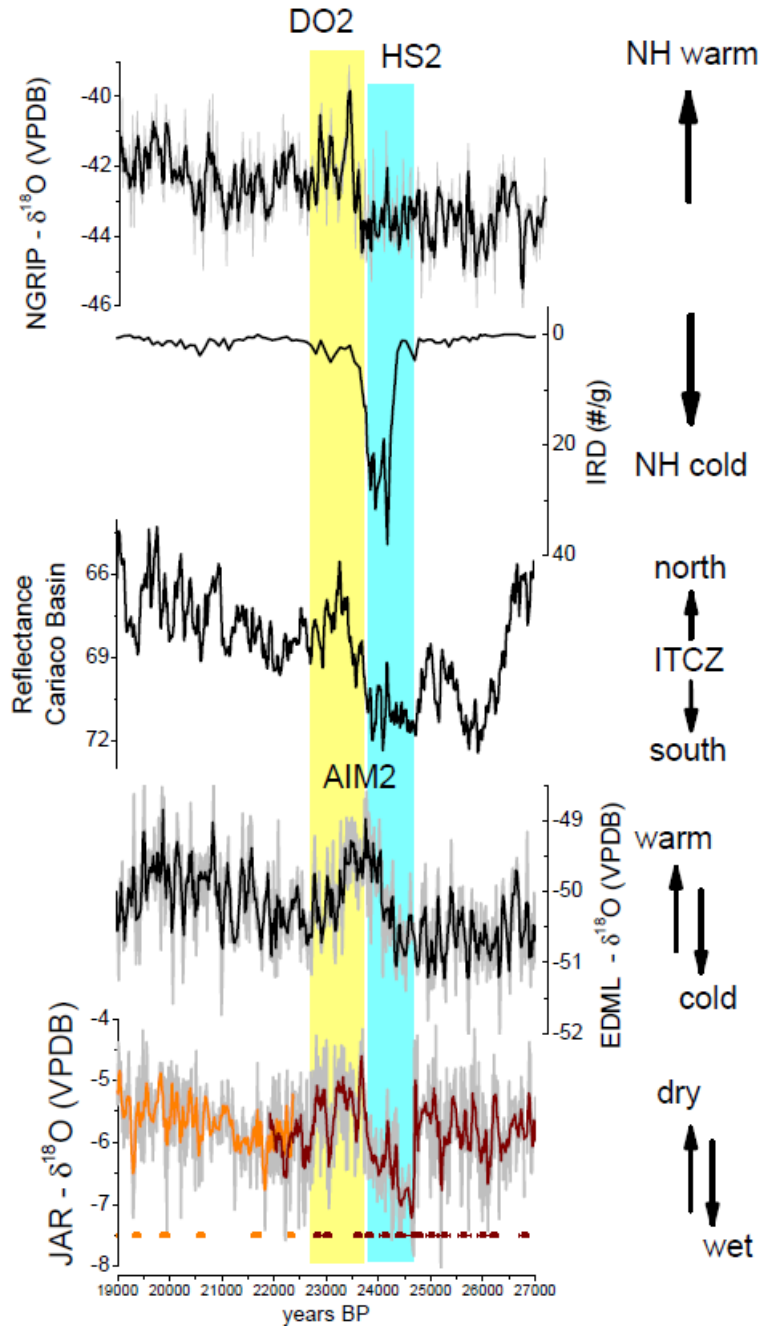 DO2
HS2
NH warm
NGRIP - δ18O (VPDB)
-40
-42
-44
-46
0
20
40
IRD (#/g)
NH cold
Reflectance
Cariaco Basin
66
69
72
north
ITCZ
south
AIM2
-49
-50
-51
-52
EDML - δ18O (VPDB)
warm
cold
JAR - δ18O (VPDB)
-4
-5
-6
-7
-8
dry
wet
19000 20000 21000 22000 23000 24000 25000 26000 27000
years BP